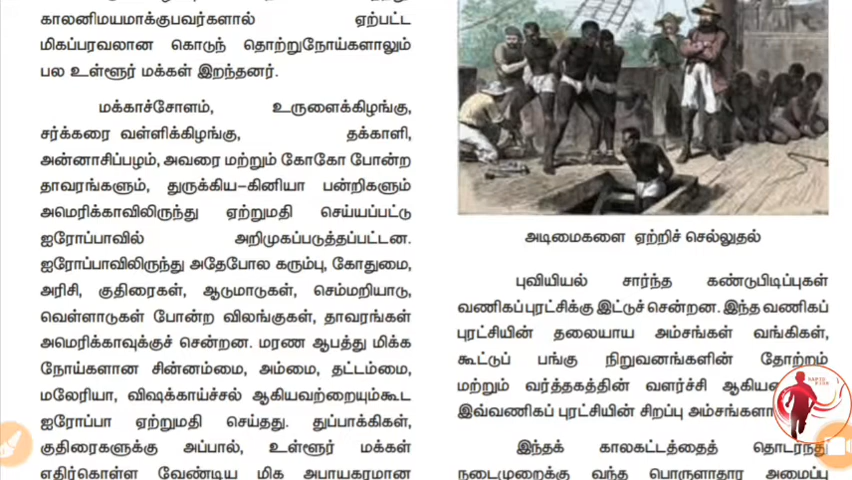 காலனிமயமாக்குபவர்களால் ஏற்பட்ட
மிகப்பரவலான கொடுந் தொற்றுநோய்களாலும்
பல உள்ளூர் மக்கள் இறந்தனர்.
மக்காச்சோளம், உருளைக்கிழங்கு,
சர்க்கரை வள்ளிக்கிழங்கு, தக்காளி,
அன்னாசிப்பழம், அவரை மற்றும் கோகோ போன்ற
தாவரங்களும், துருக்கிய-கினியா பன்றிகளும்
அமெரிக்காவிலிருந்து ஏற்றுமதி செய்யப்பட்டு
ஐரோப்பாவில் அறிமுகப்படுத்தப்பட்டன.
ஐரோப்பாவிலிருந்து அதேபோல கரும்பு, கோதுமை,
அரிசி, குதிரைகள், ஆடுமாடுகள், செம்மறியாடு,
வெள்ளாடுகள் போன்ற விலங்குகள், தாவரங்கள்
அமெரிக்காவுக்குச் சென்றன. மரண ஆபத்து மிக்க
நோய்களான சின்னம்மை, அம்மை, தட்டம்மை,
மலேரியா, விஷக்காய்ச்சல் ஆகியவற்றையும்கூட
ஐரோப்பா ஏற்றுமதி செய்தது. துப்பாக்கிகள்,
குதிரைகளுக்கு அப்பால், உள்ளூர் மக்கள்
எதிர்கொள்ள வேண்டிய மிக அபாயகரமான
அடிமைகளை ஏற்றிச் செல்லுதல்
புவியியல் சார்ந்த கண்டுபிடிப்புகள்
வணிகப் புரட்சிக்கு இட்டுச் சென்றன. இந்த வணிகப்
புரட்சியின் தலையாய அம்சங்கள் வங்கிகள்,
கூட்டுப் பங்கு நிறுவனங்களின் தோற்றம்
மற்றும் வர்த்தகத்தின் வளர்ச்சி
இவ்வணிகப் புரட்சியின் சிறப்பு
இந்தக் காலகட்டத்தைத் தொடர்ந்து
நடைமுறைக்கு வந்த பொருளாதார அமைப்பு